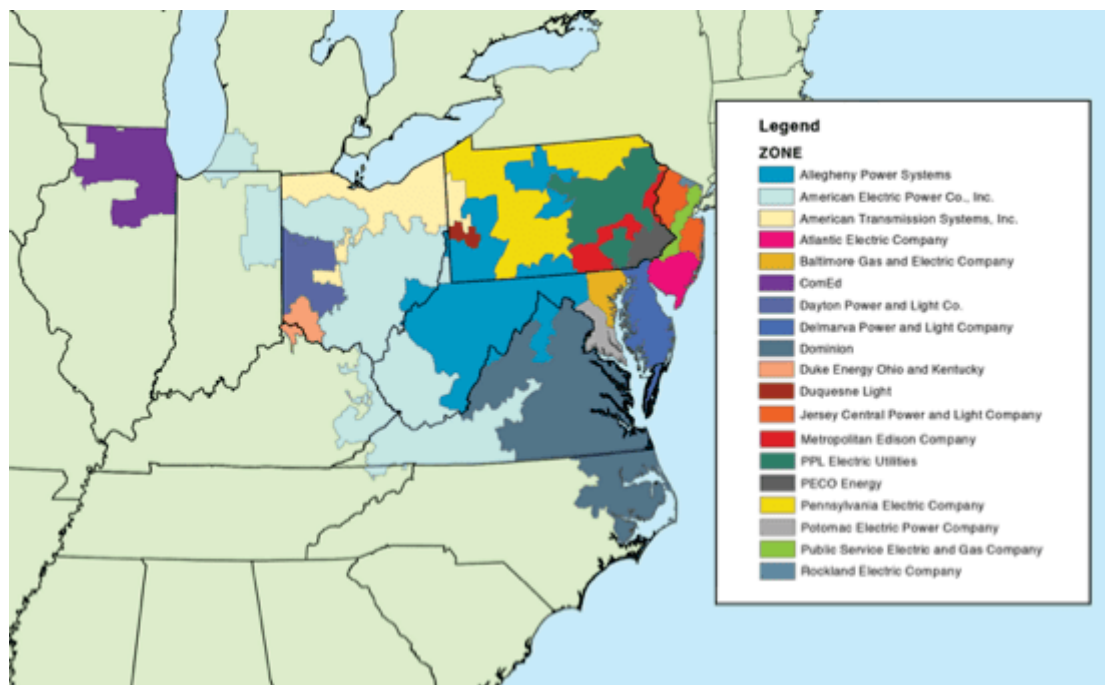 Legend
ZONE
Allegheny Power Systems
American Electric Power Co., Inc.
American Transmission Systems, Inc.
Atlantic Electric Company
Baltimore Gas and Electric Company
ComEd
Dayton Power and Light Co.
Delmarva Power and Light Company
Dominion
Duke Energy Ohio and Kentucky
Duquesne Light
Jersey Central Power and Light Company
Metropolitan Edison Company
PPL Electric Utilities
PECO Energy
Pennsylvania Electric Company
Potomac Electric Power Company
Public Service Electric and Gas Company
Rockland Electric Company